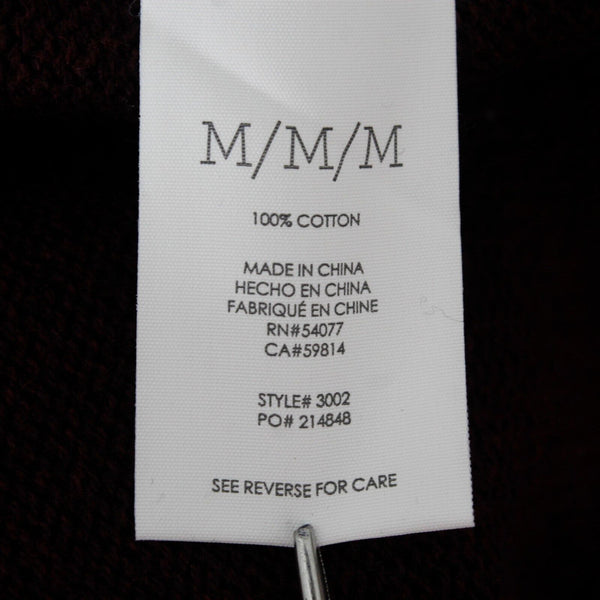 M/M/M
100% COTTON
MADE IN CHINA
HECHO EN CHINA
FABRIQUÉ EN CHINE
RN#54077
CA#59814
STYLE# 3002
PO# 214848
SEE REVERSE FOR CARE